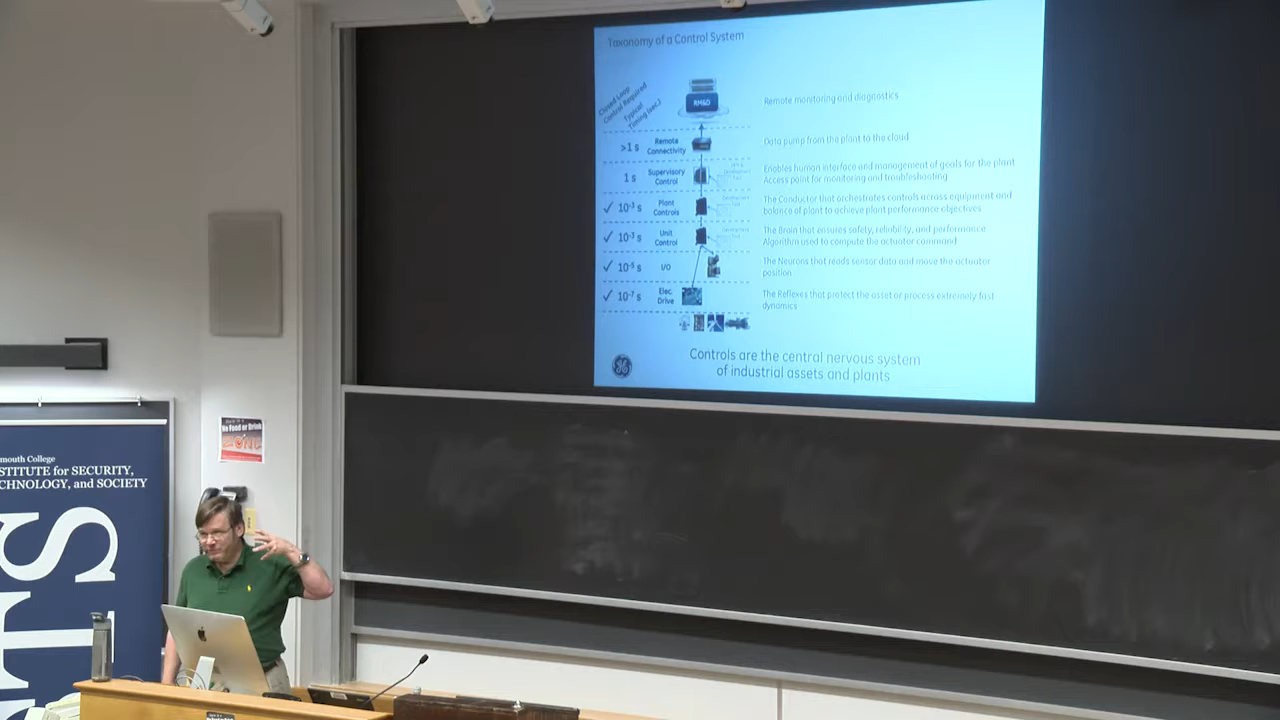 Taxonomy of a Control System
Closed Loop
Control Required
Typical
Timing (sec.)
RM&D
Remote monitoring and diagnostics
>1 s
Remote
Connectivity
Data pump from the plant to the cloud
1 s
Supervisory
Control
Enables human interface and management of goals for the plant
Access point for monitoring and troubleshooting
✓ 10⁻³ s
Plant
Controls
The Conductor that orchestrates controls across equipment and
balance of plant to achieve plant performance objectives
✓ 10⁻³ s
Unit
Control
The Brain that ensures safety, reliability, and performance
Algorithm used to compute the actuator command
✓ 10⁻⁵ s
I/O
The Neurons that reads sensor data and move the actuator
position
✓ 10⁻⁷ s
Elec.
Drive
The Reflexes that protect the asset or process extremely fast
dynamics
Controls are the central nervous system
of industrial assets and plants
No Food or Drink
ZONE
mouth College
STITUTE for SECURITY,
CHNOLOGY, and SOCIETY
TS